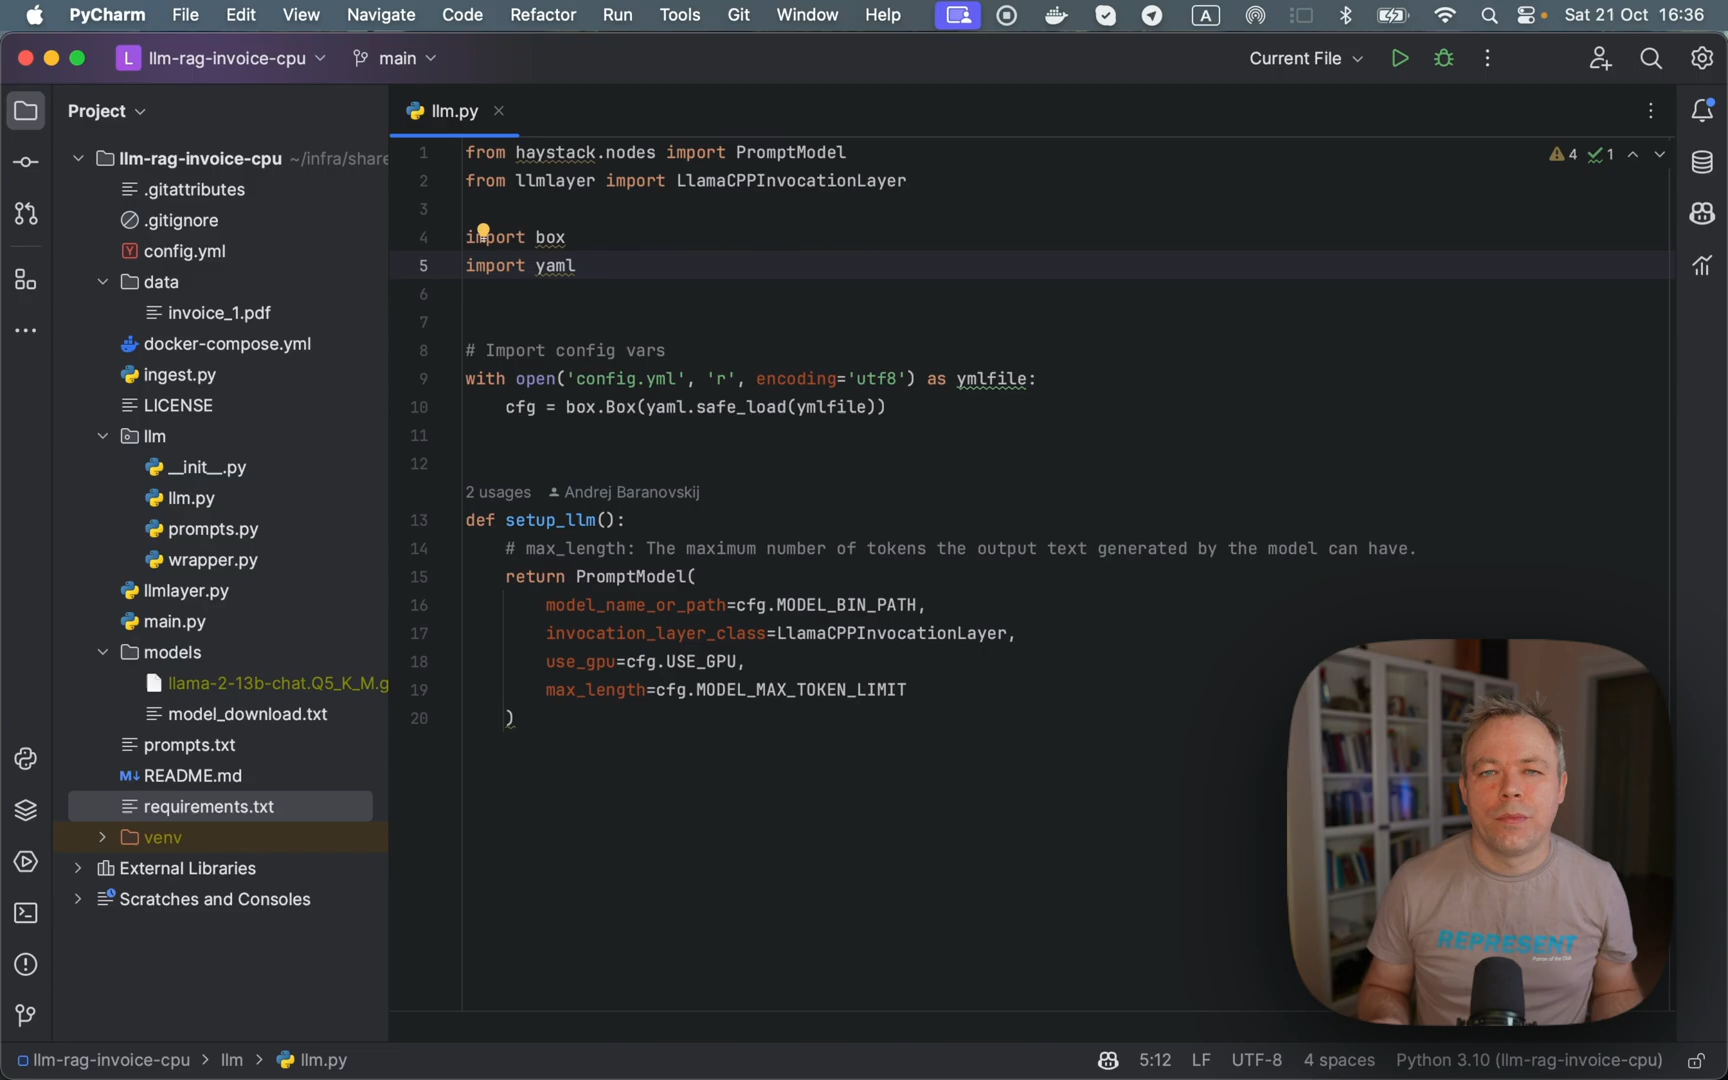 PyCharm File Edit View Navigate Code Refactor Run Tools Git Window Help A Sat 21 Oct 16:36
L llm-rag-invoice-cpu main Current File
Project
llm.py
llm-rag-invoice-cpu ~/infra/share
.gitattributes
.gitignore
config.yml
data
invoice_1.pdf
docker-compose.yml
ingest.py
LICENSE
llm
__init__.py
llm.py
prompts.py
wrapper.py
llmlayer.py
main.py
models
llama-2-13b-chat.Q5_K_M.g
model_download.txt
prompts.txt
M↓ README.md
requirements.txt
venv
External Libraries
Scratches and Consoles
4 1
1 from haystack.nodes import PromptModel
2 from llmlayer import LlamaCPPInvocationLayer
3
4 import box
5 import yaml
6
7
8 # Import config vars
9 with open('config.yml', 'r', encoding='utf8') as ymlfile:
10 cfg = box.Box(yaml.safe_load(ymlfile))
11
12
2 usages Andrej Baranovskij
13 def setup_llm():
14 # max_length: The maximum number of tokens the output text generated by the model can have.
15 return PromptModel(
16 model_name_or_path=cfg.MODEL_BIN_PATH,
17 invocation_layer_class=LlamaCPPInvocationLayer,
18 use_gpu=cfg.USE_GPU,
19 max_length=cfg.MODEL_MAX_TOKEN_LIMIT
20 )
REPRESENT
llm-rag-invoice-cpu > llm > llm.py 5:12 LF UTF-8 4 spaces Python 3.10 (llm-rag-invoice-cpu)